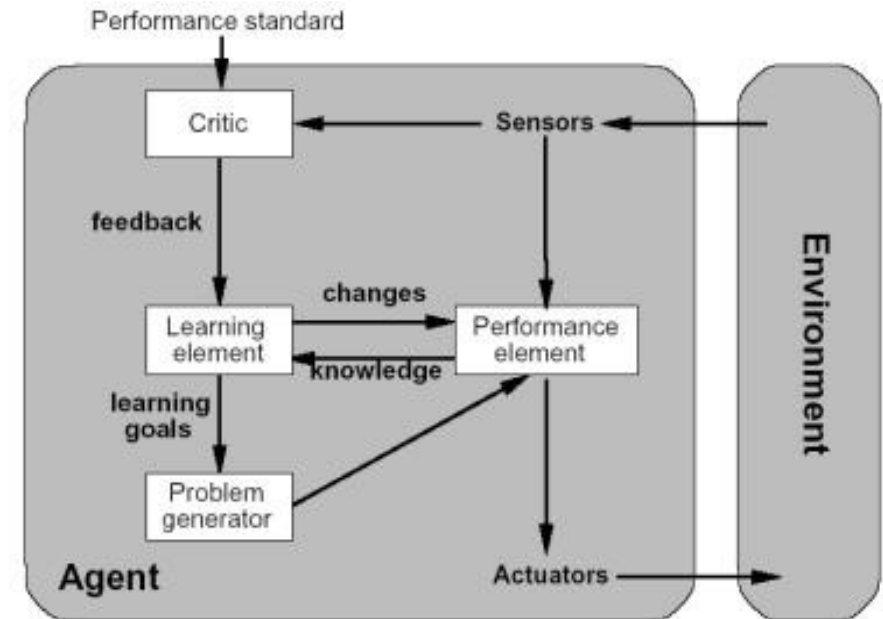 Performance standard
Critic
Sensors
feedback
changes
Learning
element
Performance
element
knowledge
learning
goals
Problem
generator
Agent
Actuators
Environment